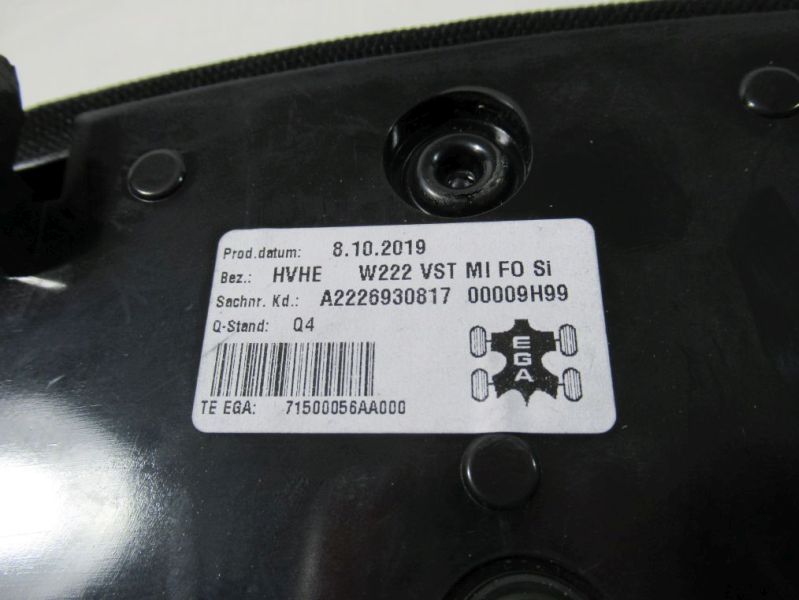 Prod.datum: 8.10.2019
Bez.: HVHE W222 VST MI FO Si
Sachnr. Kd.: A2226930817 00009H99
Q-Stand: Q4
EGA
TE EGA: 71500056AA000